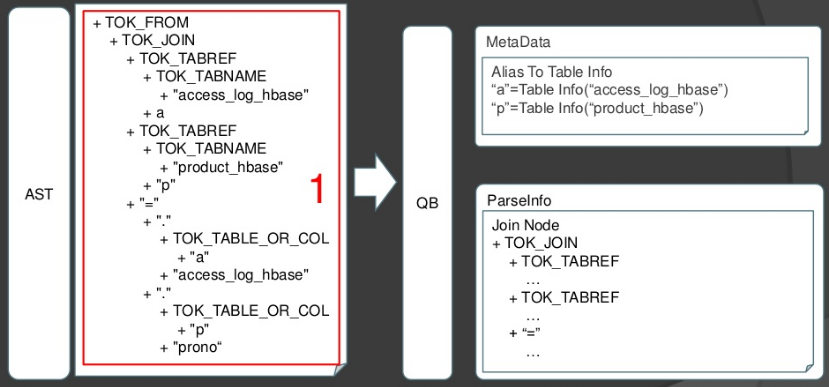 AST
+ TOK_FROM
+ TOK_JOIN
+ TOK_TABREF
+ TOK_TABNAME
+ "access_log_hbase"
+ a
+ TOK_TABREF
+ TOK_TABNAME
+ "product_hbase"
+ "p"
+ "="
+ "."
+ TOK_TABLE_OR_COL
+ "a"
+ "access_log_hbase"
+ "."
+ TOK_TABLE_OR_COL
+ "p"
+ "prono“
1
QB
MetaData
Alias To Table Info
“a”=Table Info(“access_log_hbase”)
“p”=Table Info(“product_hbase”)
ParseInfo
Join Node
+ TOK_JOIN
+ TOK_TABREF
…
+ TOK_TABREF
…
+ “=”
…